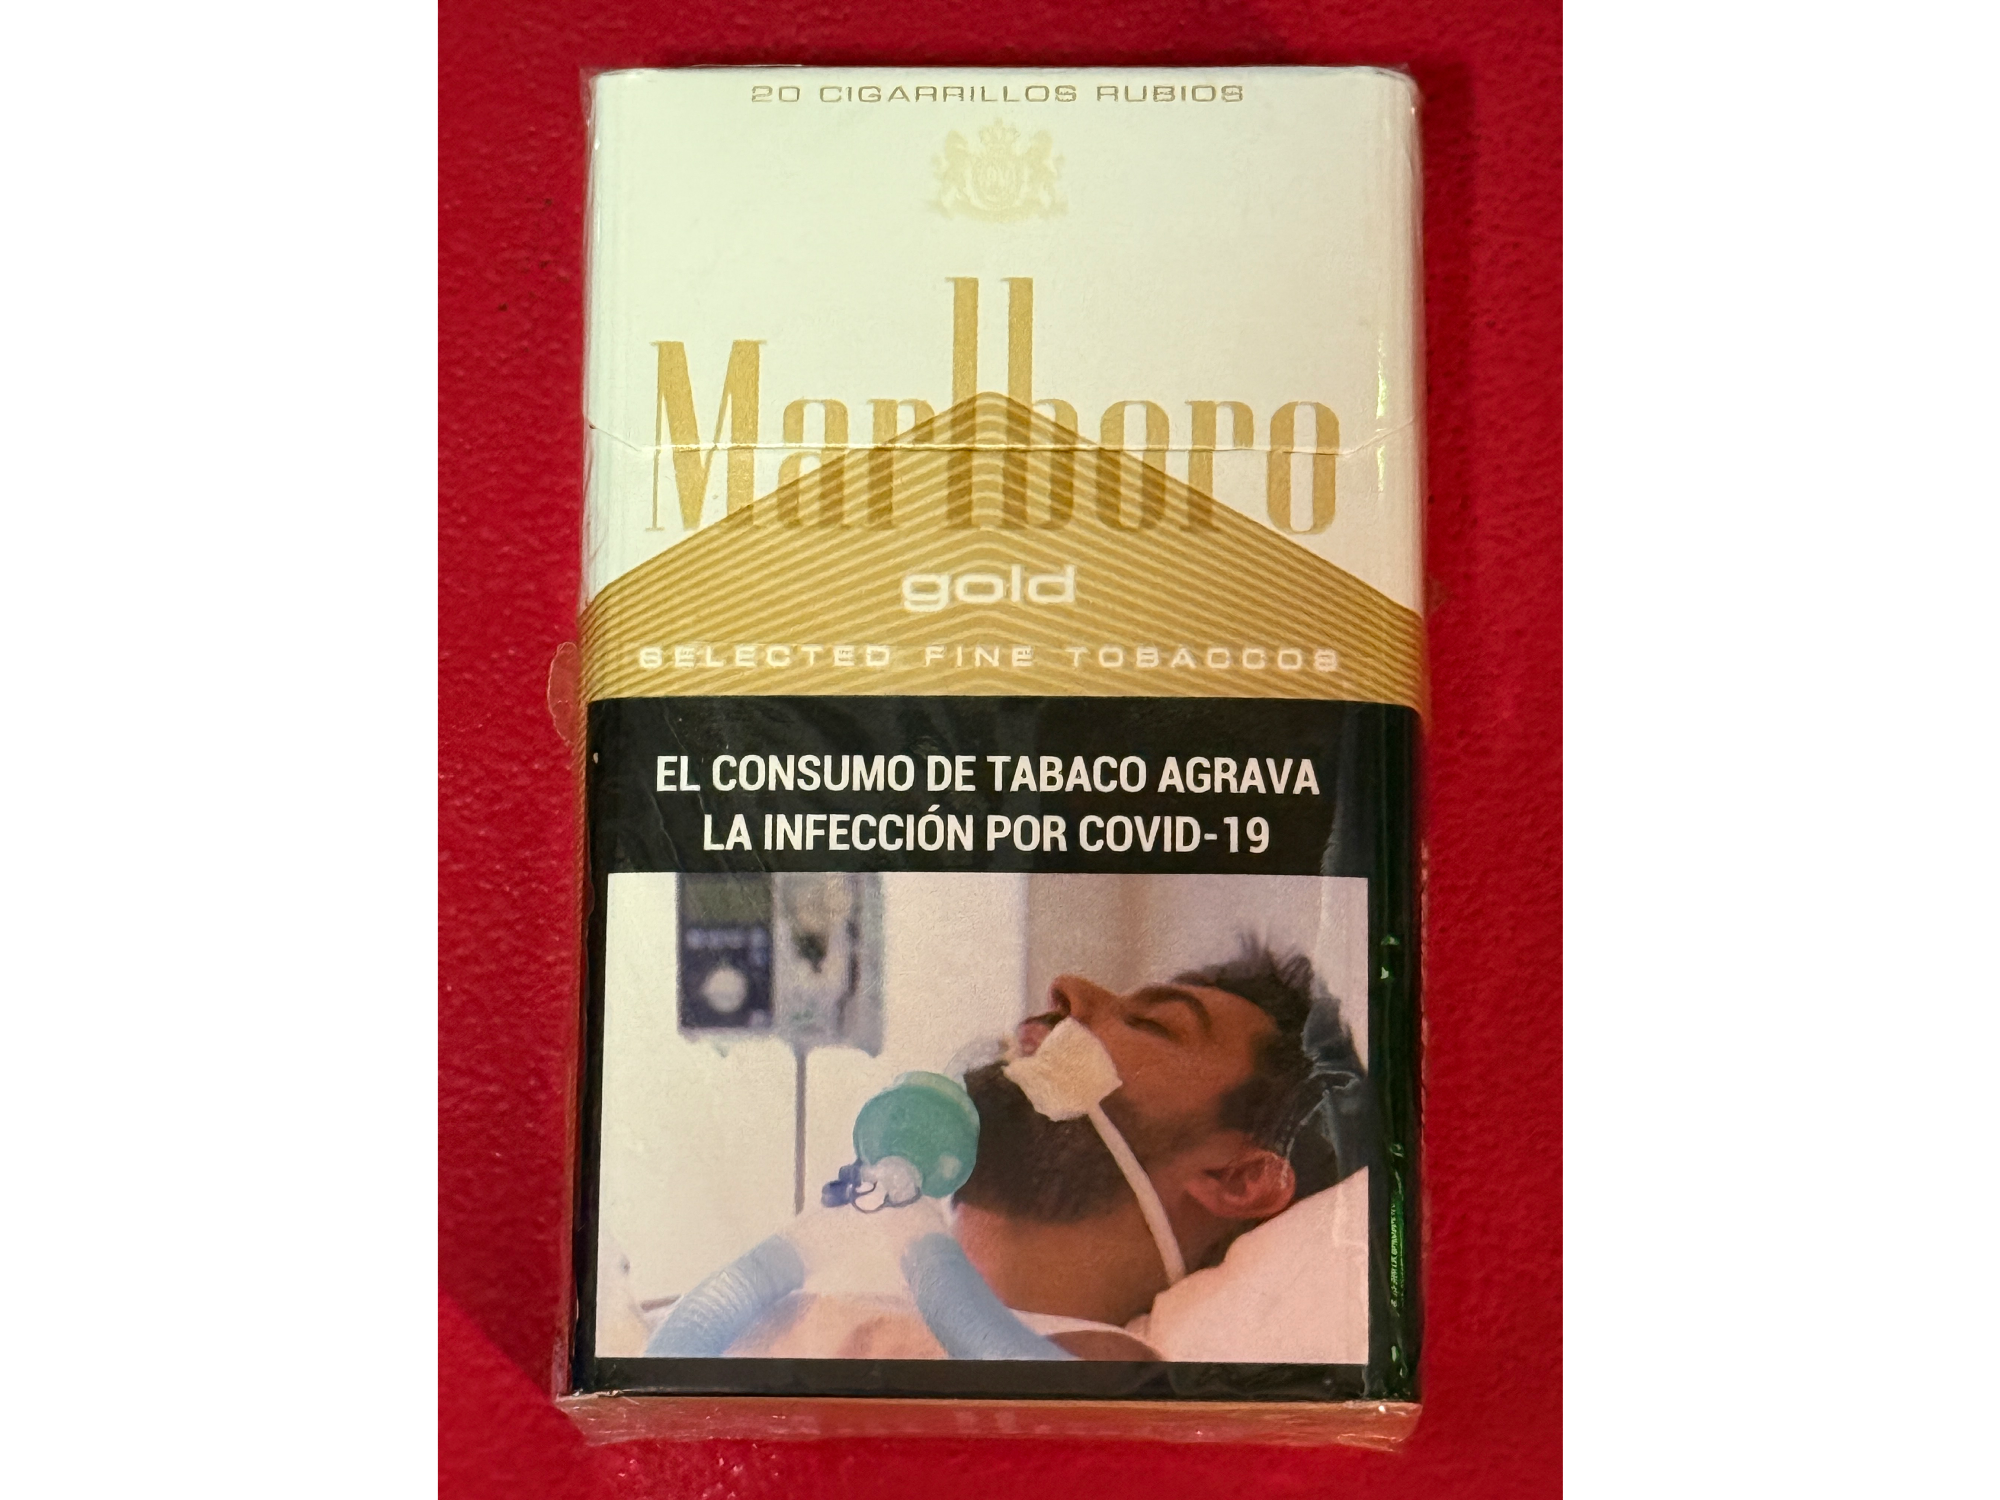 20 CIGARRILLOS RUBIOS
Marlboro
gold
SELECTED FINE TOBACCOS
EL CONSUMO DE TABACO AGRAVA
LA INFECCIÓN POR COVID-19